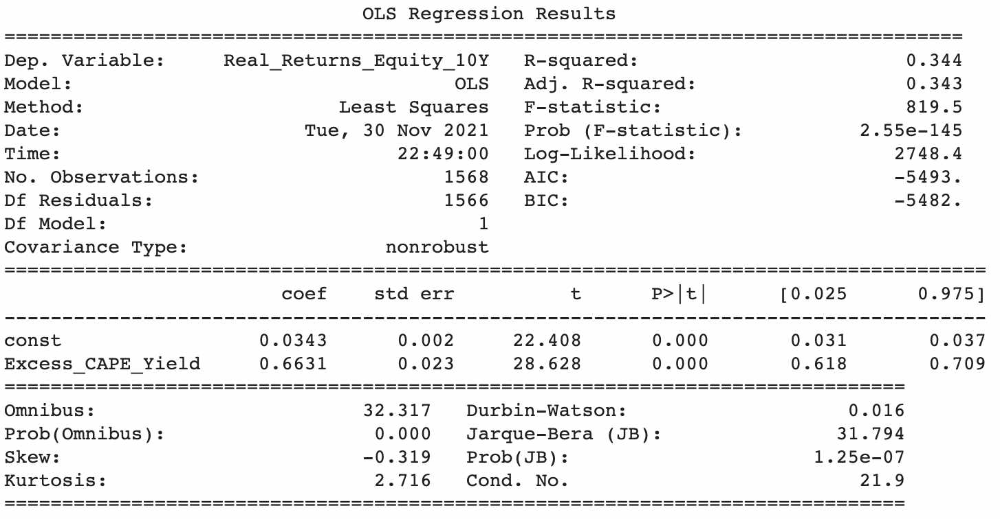 OLS Regression Results
==============================================================================
Dep. Variable:     Real_Returns_Equity_10Y   R-squared:                       0.344
Model:                                 OLS   Adj. R-squared:                  0.343
Method:                      Least Squares   F-statistic:                     819.5
Date:                     Tue, 30 Nov 2021   Prob (F-statistic):          2.55e-145
Time:                             22:49:00   Log-Likelihood:                 2748.4
No. Observations:                     1568   AIC:                            -5493.
Df Residuals:                         1566   BIC:                            -5482.
Df Model:                                1
Covariance Type:                 nonrobust
==============================================================================
                        coef    std err          t      P>|t|      [0.025      0.975]
------------------------------------------------------------------------------
const                 0.0343      0.002     22.408      0.000       0.031       0.037
Excess_CAPE_Yield     0.6631      0.023     28.628      0.000       0.618       0.709
==============================================================================
Omnibus:                       32.317   Durbin-Watson:                   0.016
Prob(Omnibus):                  0.000   Jarque-Bera (JB):               31.794
Skew:                          -0.319   Prob(JB):                     1.25e-07
Kurtosis:                       2.716   Cond. No.                         21.9
==============================================================================